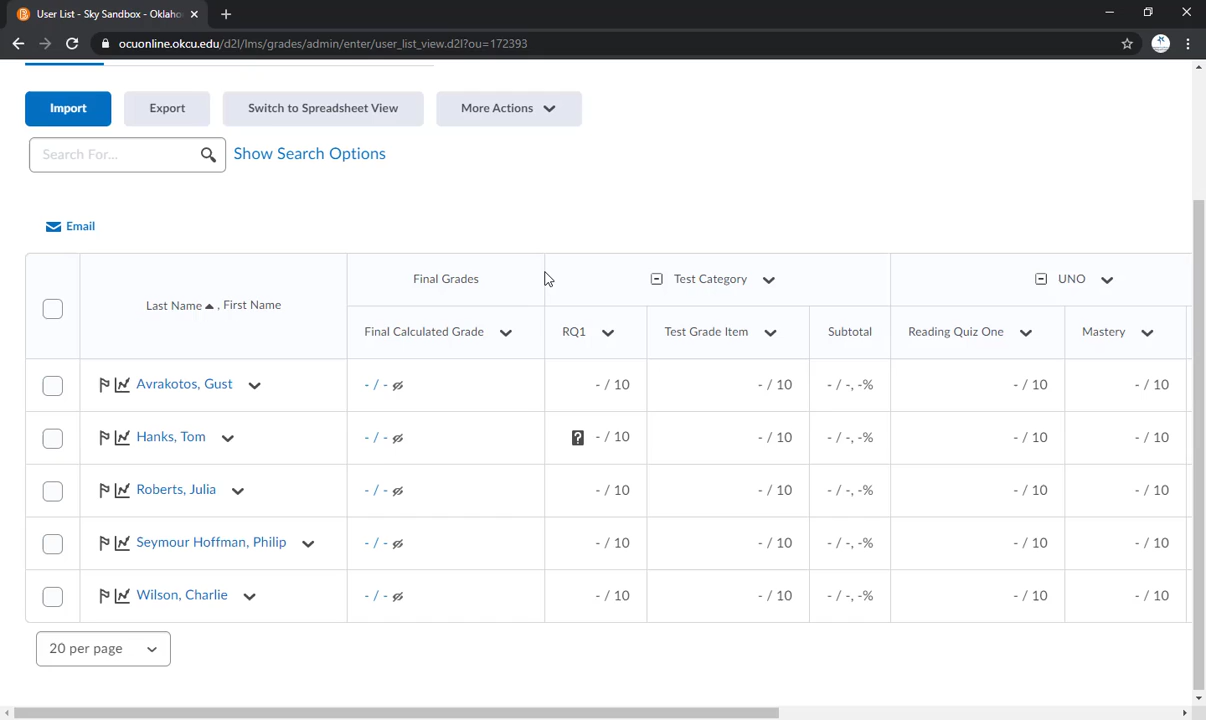 User List - Sky Sandbox - Oklaho
ocuonline.okcu.edu/d2l/lms/grades/admin/enter/user_list_view.d2l?ou=172393
Import Export Switch to Spreadsheet View More Actions
Search For... Show Search Options
Email
Final Grades Test Category UNO
Last Name , First Name
Final Calculated Grade RQ1 Test Grade Item Subtotal Reading Quiz One Mastery
Avrakotos, Gust - / - - / 10 - / 10 - / -, -% - / 10 - / 10
Hanks, Tom - / - ? - / 10 - / 10 - / -, -% - / 10 - / 10
Roberts, Julia - / - - / 10 - / 10 - / -, -% - / 10 - / 10
Seymour Hoffman, Philip - / - - / 10 - / 10 - / -, -% - / 10 - / 10
Wilson, Charlie - / - - / 10 - / 10 - / -, -% - / 10 - / 10
20 per page